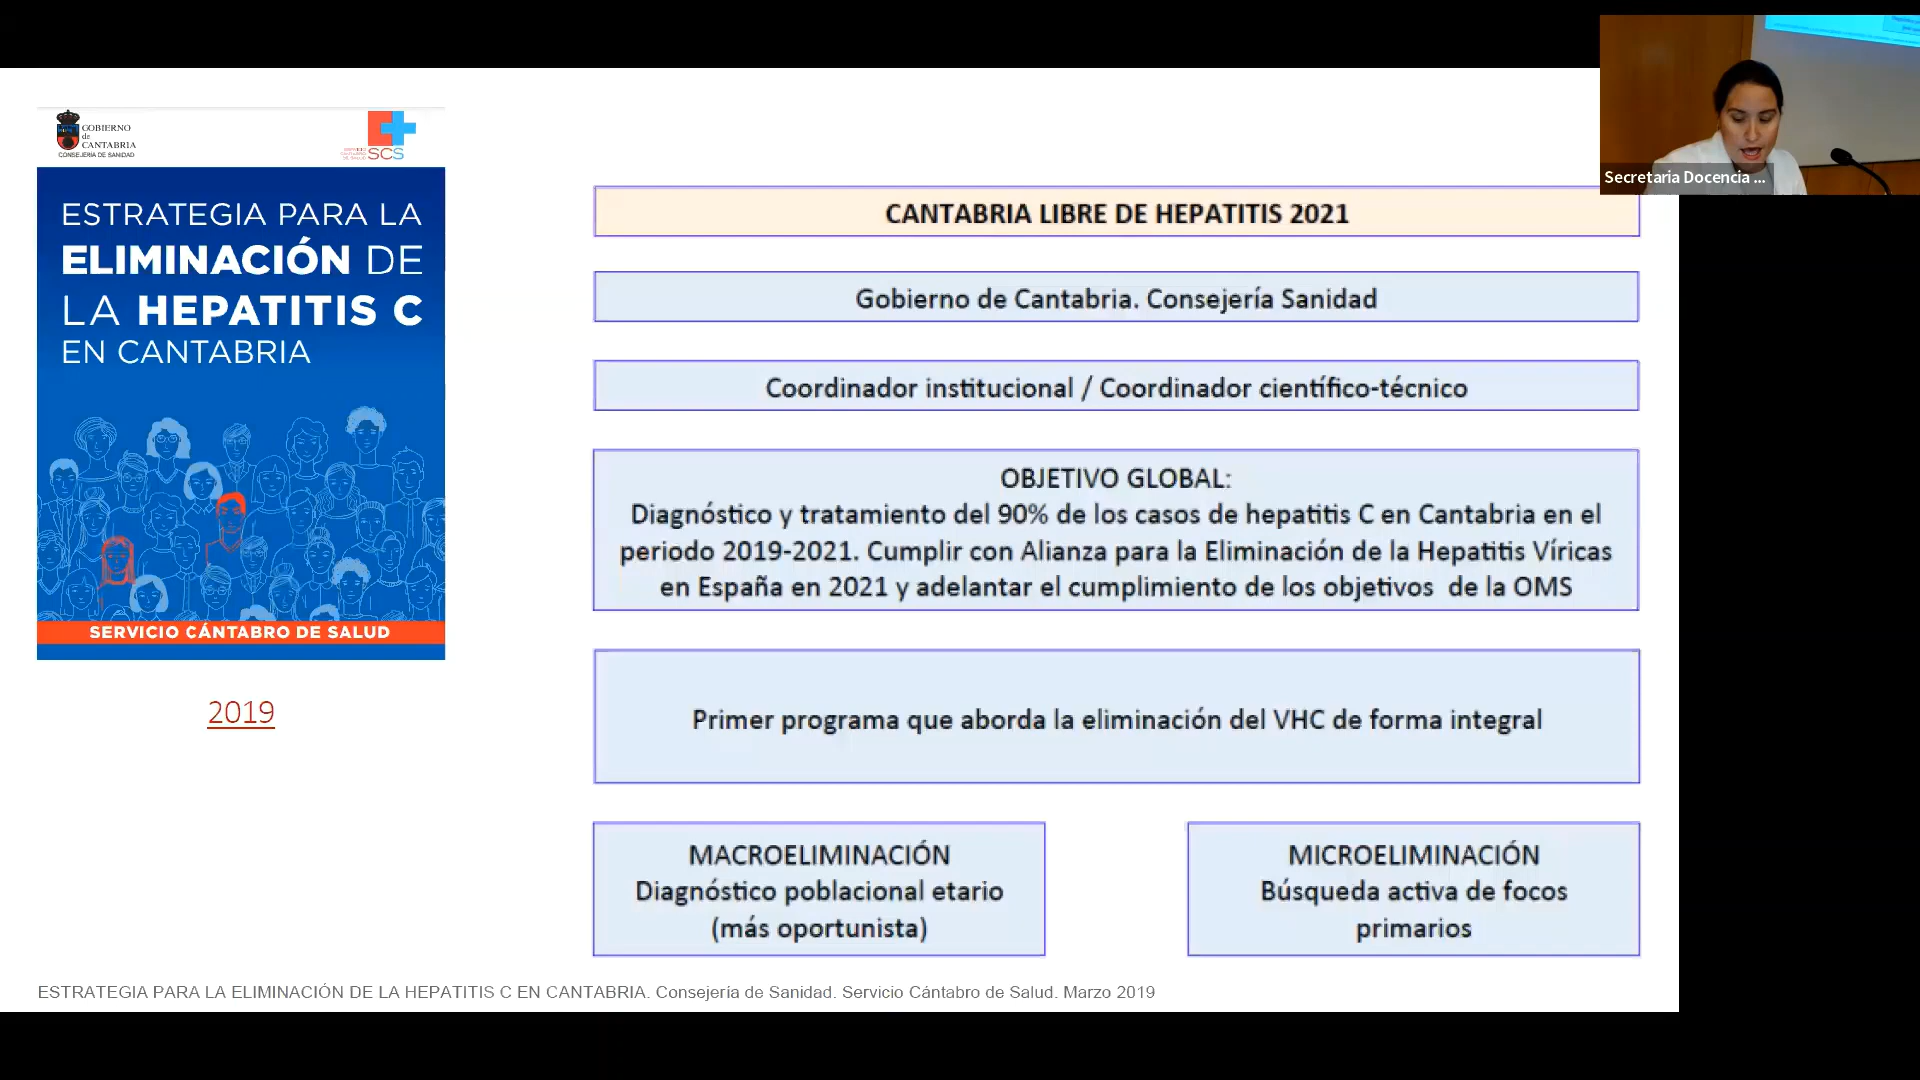 GOBIERNO
de
CANTABRIA
CONSEJERÍA DE SANIDAD
SERVICIO
CÁNTABRO
DE SALUD
SCS
ESTRATEGIA PARA LA
ELIMINACIÓN DE
LA HEPATITIS C
EN CANTABRIA
SERVICIO CÁNTABRO DE SALUD
2019
CANTABRIA LIBRE DE HEPATITIS 2021
Gobierno de Cantabria. Consejería Sanidad
Coordinador institucional / Coordinador científico-técnico
OBJETIVO GLOBAL:
Diagnóstico y tratamiento del 90% de los casos de hepatitis C en Cantabria en el
periodo 2019-2021. Cumplir con Alianza para la Eliminación de la Hepatitis Víricas
en España en 2021 y adelantar el cumplimiento de los objetivos de la OMS
Primer programa que aborda la eliminación del VHC de forma integral
MACROELIMINACIÓN
Diagnóstico poblacional etario
(más oportunista)
MICROELIMINACIÓN
Búsqueda activa de focos
primarios
ESTRATEGIA PARA LA ELIMINACIÓN DE LA HEPATITIS C EN CANTABRIA. Consejería de Sanidad. Servicio Cántabro de Salud. Marzo 2019
Secretaria Docencia ...